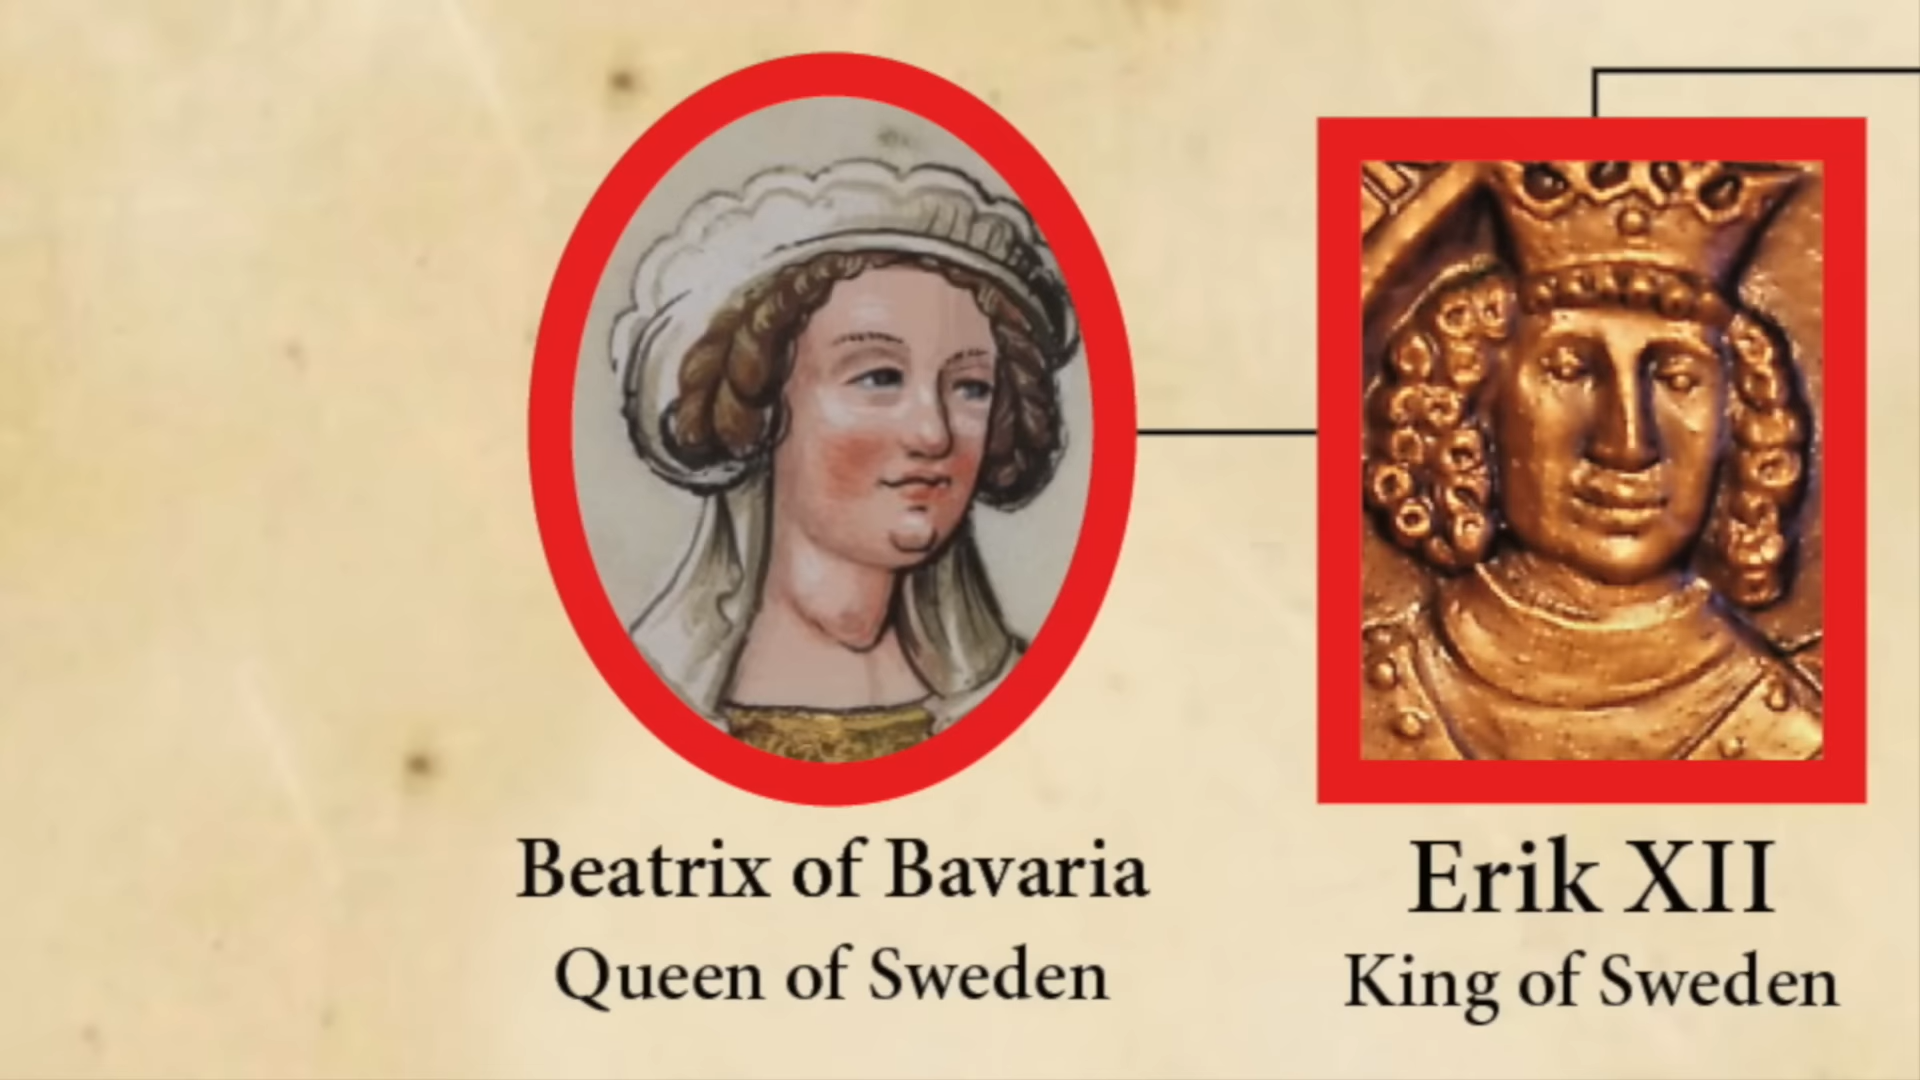 Beatrix of Bavaria
Queen of Sweden
Erik XII
King of Sweden